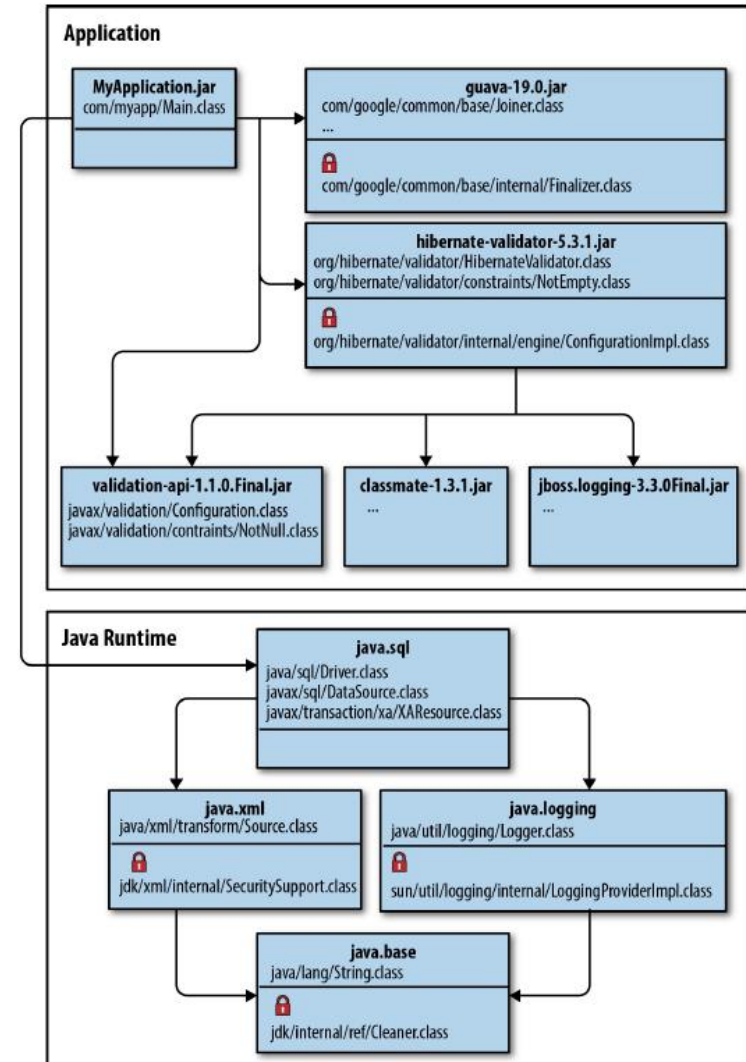 Application
MyApplication.jar
com/myapp/Main.class
guava-19.0.jar
com/google/common/base/Joiner.class
...
com/google/common/base/internal/Finalizer.class
hibernate-validator-5.3.1.jar
org/hibernate/validator/HibernateValidator.class
org/hibernate/validator/constraints/NotEmpty.class
org/hibernate/validator/internal/engine/ConfigurationImpl.class
validation-api-1.1.0.Final.jar
javax/validation/Configuration.class
javax/validation/contraints/NotNull.class
classmate-1.3.1.jar
...
jboss.logging-3.3.0Final.jar
...
Java Runtime
java.sql
java/sql/Driver.class
javax/sql/DataSource.class
javax/transaction/xa/XAResource.class
java.xml
java/xml/transform/Source.class
jdk/xml/internal/SecuritySupport.class
java.logging
java/util/logging/Logger.class
sun/util/logging/internal/LoggingProviderImpl.class
java.base
java/lang/String.class
jdk/internal/ref/Cleaner.class